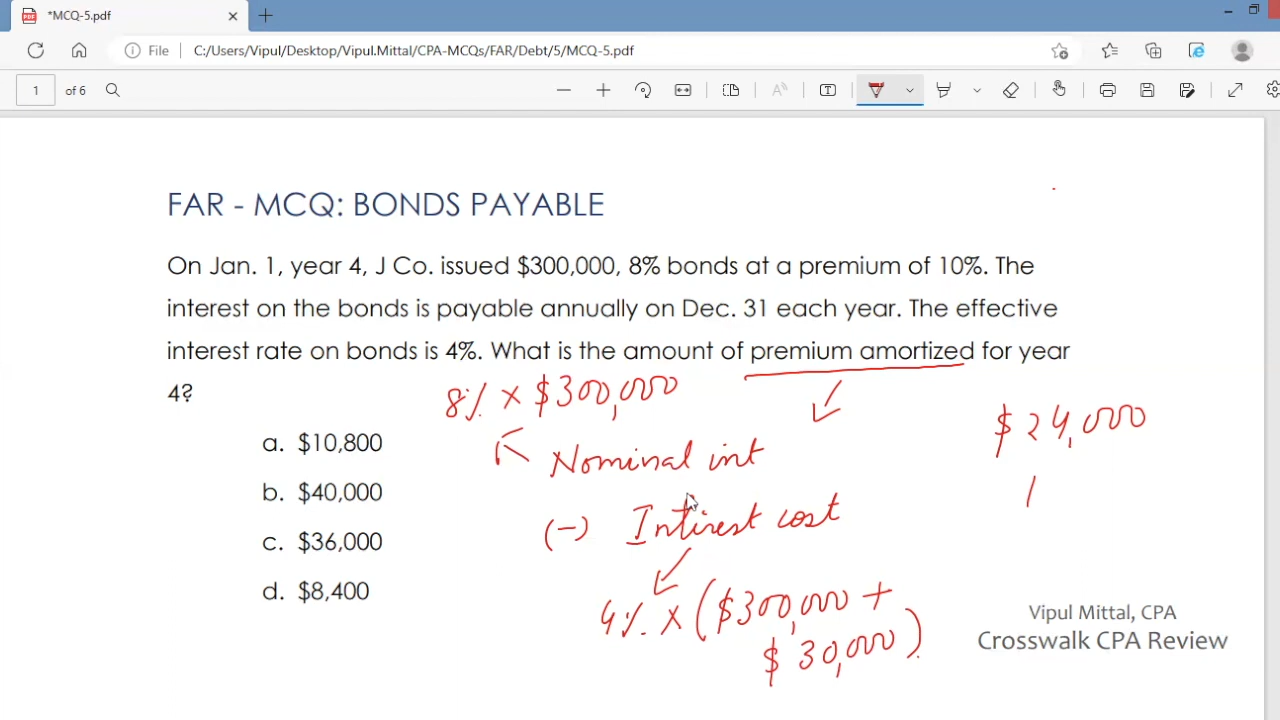 *MCQ-5.pdf
File C:/Users/Vipul/Desktop/Vipul.Mittal/CPA-MCQs/FAR/Debt/5/MCQ-5.pdf
1 of 6
FAR - MCQ: BONDS PAYABLE
On Jan. 1, year 4, J Co. issued $300,000, 8% bonds at a premium of 10%. The
interest on the bonds is payable annually on Dec. 31 each year. The effective
interest rate on bonds is 4%. What is the amount of premium amortized for year
4?
8% × $300,000
$24,000
a. $10,800
Nominal int
b. $40,000
(-) Intirest cost
c. $36,000
d. $8,400
4% × ($300,000 +
$30,000)
Vipul Mittal, CPA
Crosswalk CPA Review